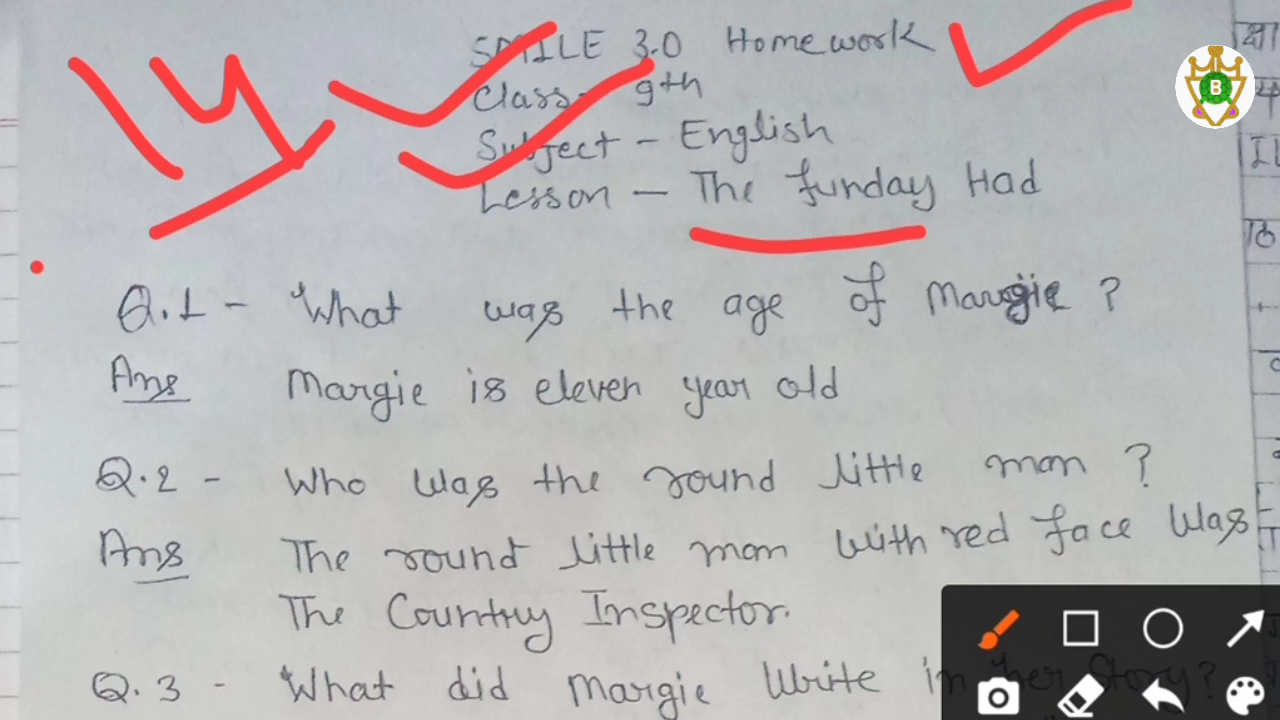 SMILE 3.0 Homework
Class- 9th
Subject - English
Lesson - The funday Had
Q.1 - What was the age of Margie ?
Ans Margie is eleven year old
Q.2 - Who was the round little man ?
Ans The round little man with red face was
The Country Inspector.
Q.3 - What did Margie write in her Story?
B